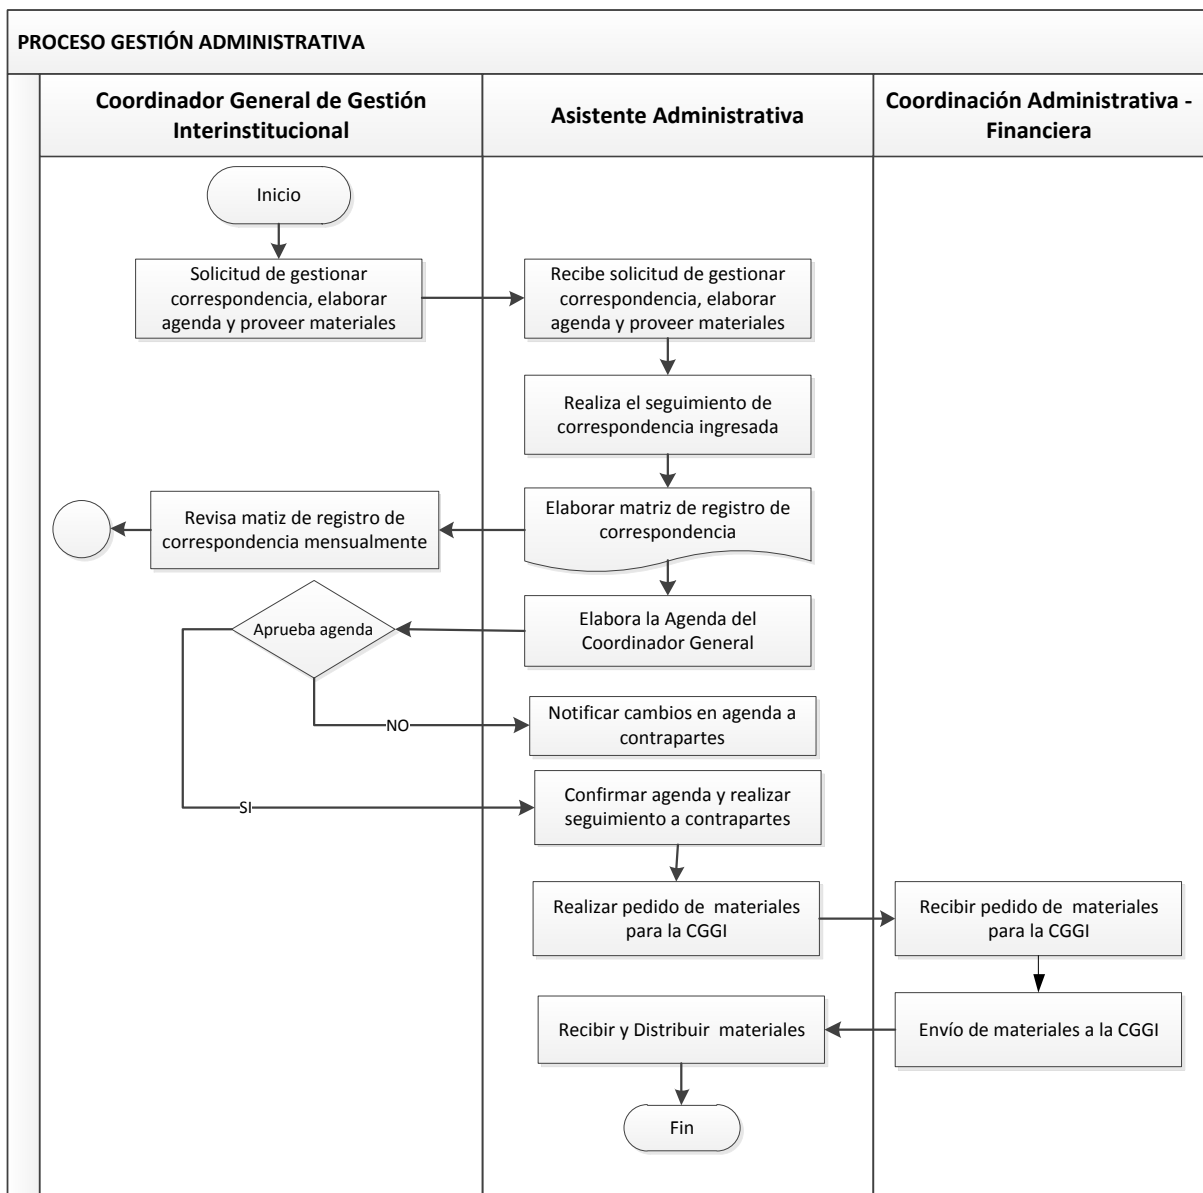 PROCESO GESTIÓN ADMINISTRATIVA
Coordinador General de Gestión
Interinstitucional
Asistente Administrativa
Coordinación Administrativa -
Financiera
Inicio
Solicitud de gestionar
correspondencia, elaborar
agenda y proveer materiales
Recibe solicitud de gestionar
correspondencia, elaborar
agenda y proveer materiales
Realiza el seguimiento de
correspondencia ingresada
Elaborar matriz de registro de
correspondencia
Revisa matiz de registro de
correspondencia mensualmente
Elabora la Agenda del
Coordinador General
Aprueba agenda
NO
Notificar cambios en agenda a
contrapartes
SI
Confirmar agenda y realizar
seguimiento a contrapartes
Realizar pedido de materiales
para la CGGI
Recibir pedido de materiales
para la CGGI
Envío de materiales a la CGGI
Recibir y Distribuir materiales
Fin